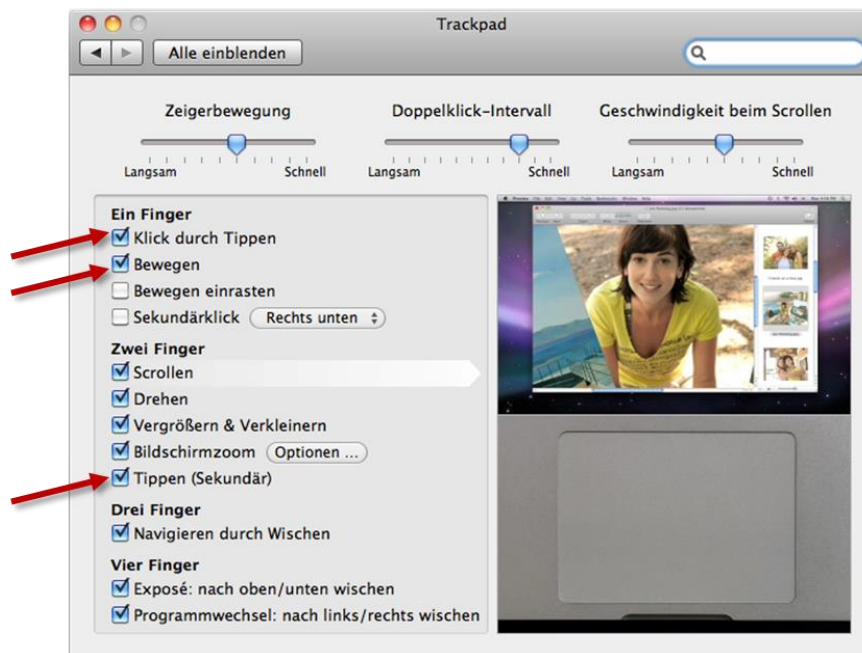 Trackpad
Alle einblenden
Zeigerbewegung
Doppelklick-Intervall
Geschwindigkeit beim Scrollen
Langsam Schnell
Langsam Schnell
Langsam Schnell
Ein Finger
Klick durch Tippen
Bewegen
Bewegen einrasten
Sekundärklick Rechts unten
Zwei Finger
Scrollen
Drehen
Vergrößern & Verkleinern
Bildschirmzoom Optionen ...
Tippen (Sekundär)
Drei Finger
Navigieren durch Wischen
Vier Finger
Exposé: nach oben/unten wischen
Programmwechsel: nach links/rechts wischen